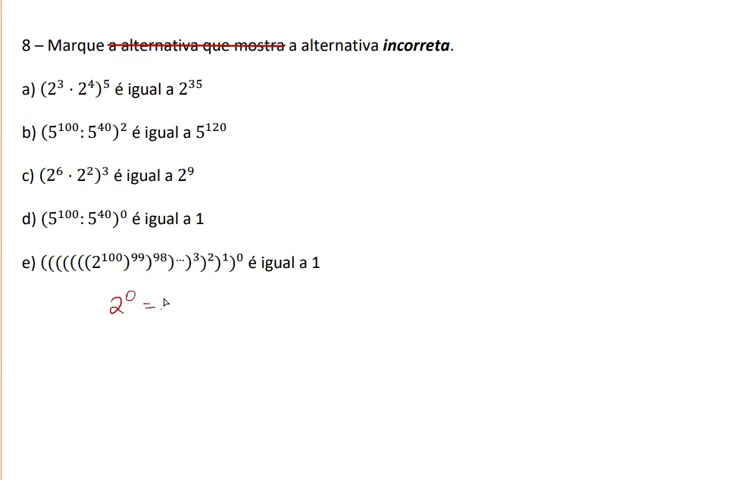 8 – Marque a alternativa que mostra a alternativa incorreta.
a) (2³ · 2⁴)⁵ é igual a 2³⁵
b) (5¹⁰⁰: 5⁴⁰)² é igual a 5¹²⁰
c) (2⁶ · 2²)³ é igual a 2⁹
d) (5¹⁰⁰: 5⁴⁰)⁰ é igual a 1
e) (((((((2¹⁰⁰)⁹⁹)⁹⁸)^…)³)²)¹)⁰ é igual a 1
2⁰ =